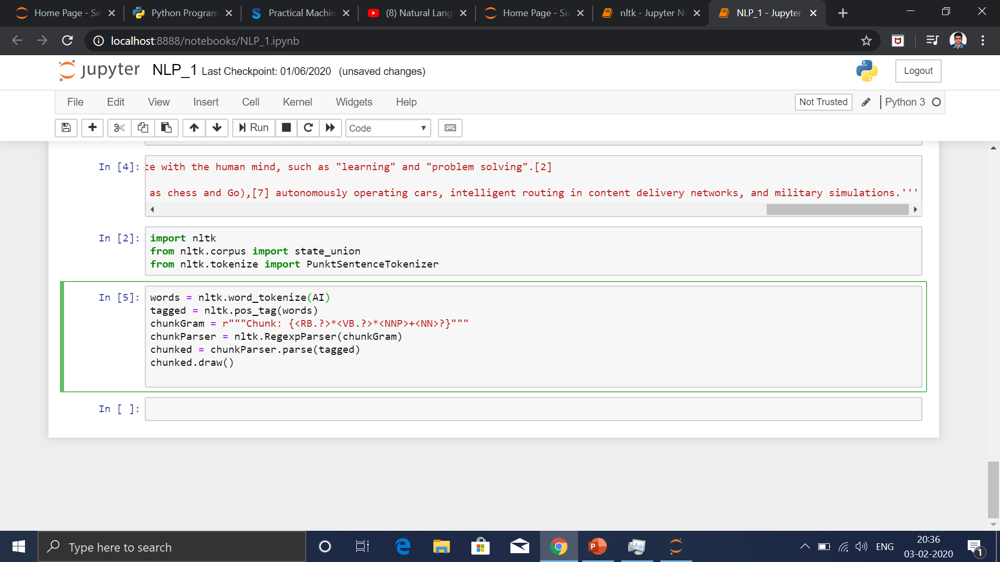 Home Page - Se
Python Program
Practical Machin
(8) Natural Lang
Home Page - Se
nltk - Jupyter No
NLP_1 - Jupyter
localhost:8888/notebooks/NLP_1.ipynb
jupyter NLP_1 Last Checkpoint: 01/06/2020 (unsaved changes)
Logout
File Edit View Insert Cell Kernel Widgets Help
Not Trusted
Python 3
Run
Code
In [4]: te with the human mind, such as "learning" and "problem solving".[2]
as chess and Go),[7] autonomously operating cars, intelligent routing in content delivery networks, and military simulations.'''
In [2]: import nltk
from nltk.corpus import state_union
from nltk.tokenize import PunktSentenceTokenizer
In [5]: words = nltk.word_tokenize(AI)
tagged = nltk.pos_tag(words)
chunkGram = r"""Chunk: {<RB.?>*<VB.?>*<NNP>+<NN>?}"""
chunkParser = nltk.RegexpParser(chunkGram)
chunked = chunkParser.parse(tagged)
chunked.draw()
In [ ]:
Type here to search
ENG
20:36
03-02-2020
1